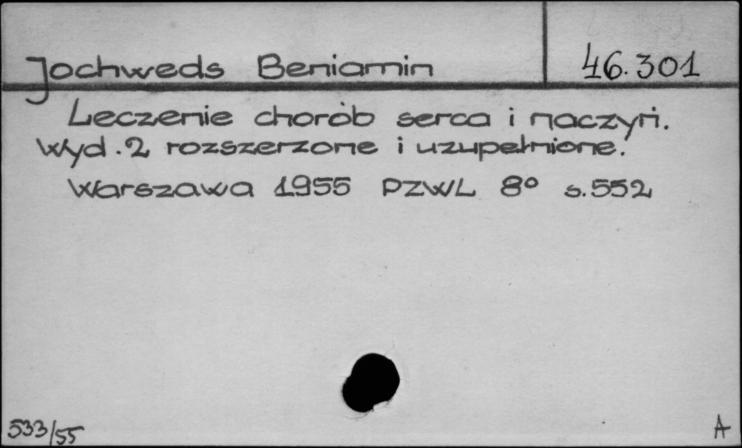 Jochweds Beniamin 46.301
Leczenie chorób serca i naczyń.
Wyd. 2 rozszerzone i uzupełnione.
Warszawa 1955 PZWL 8° s. 552
533/55 A